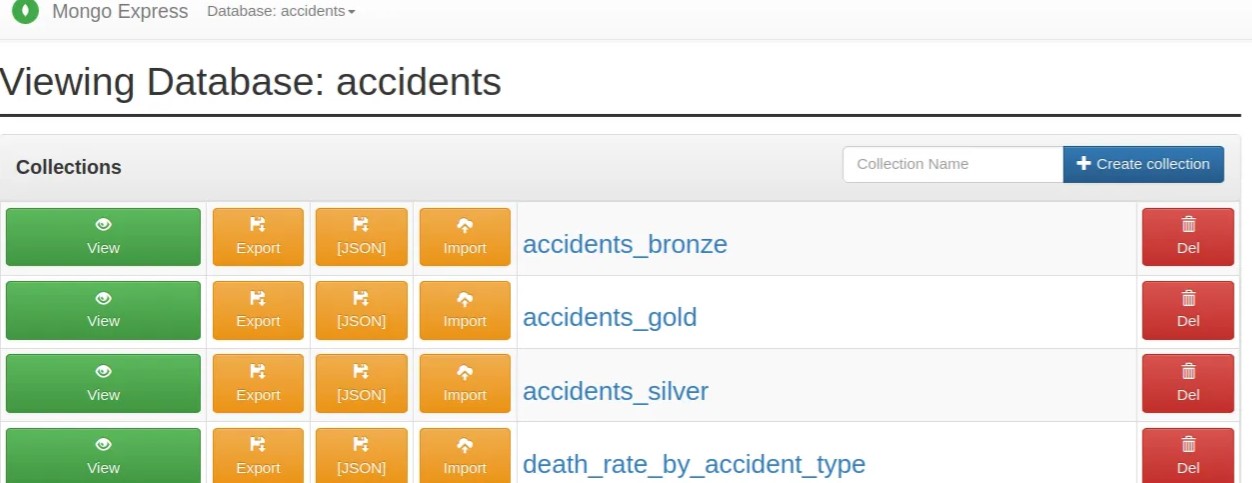 Mongo Express Database: accidents
Viewing Database: accidents
Collections Collection Name Create collection
View Export [JSON] Import accidents_bronze Del
View Export [JSON] Import accidents_gold Del
View Export [JSON] Import accidents_silver Del
View Export [JSON] Import death_rate_by_accident_type Del